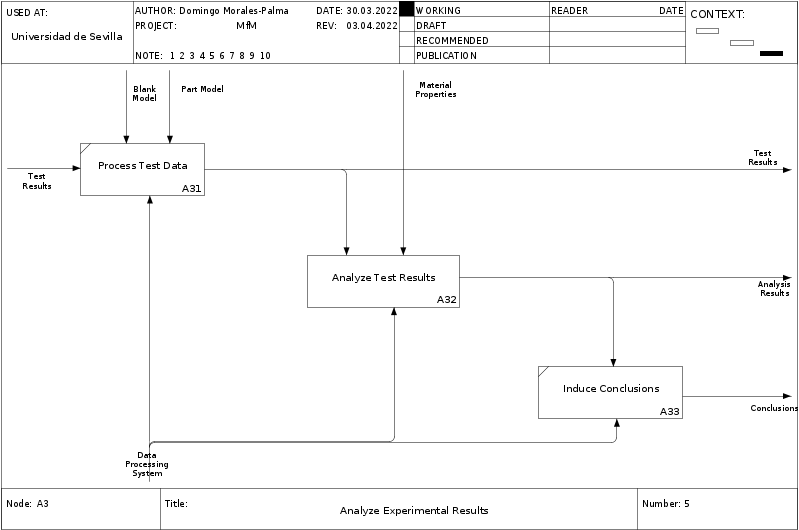 USED AT:
Universidad de Sevilla
AUTHOR: Domingo Morales-Palma
DATE: 30.03.2022
PROJECT: MfM
REV: 03.04.2022
NOTE: 1 2 3 4 5 6 7 8 9 10
WORKING
DRAFT
RECOMMENDED
PUBLICATION
READER DATE
CONTEXT:
Blank
Model
Part Model
Material
Properties
Test
Results
Process Test Data
A31
Test
Results
Analyze Test Results
A32
Analysis
Results
Induce Conclusions
A33
Conclusions
Data
Processing
System
Node: A3
Title:
Analyze Experimental Results
Number: 5